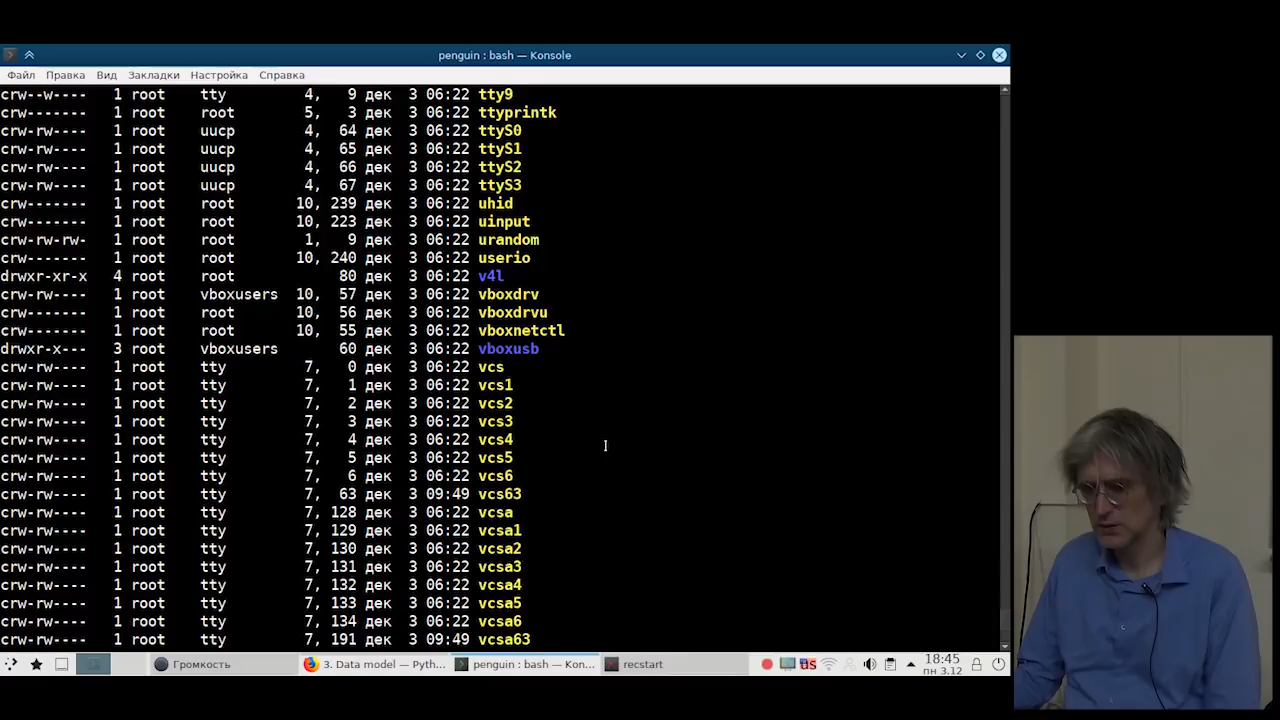 penguin : bash — Konsole
Файл Правка Вид Закладки Настройка Справка
crw--w---- 1 root tty 4, 9 дек 3 06:22 tty9
crw------- 1 root root 5, 3 дек 3 06:22 ttyprintk
crw-rw---- 1 root uucp 4, 64 дек 3 06:22 ttyS0
crw-rw---- 1 root uucp 4, 65 дек 3 06:22 ttyS1
crw-rw---- 1 root uucp 4, 66 дек 3 06:22 ttyS2
crw-rw---- 1 root uucp 4, 67 дек 3 06:22 ttyS3
crw------- 1 root root 10, 239 дек 3 06:22 uhid
crw------- 1 root root 10, 223 дек 3 06:22 uinput
crw-rw-rw- 1 root root 1, 9 дек 3 06:22 urandom
crw------- 1 root root 10, 240 дек 3 06:22 userio
drwxr-xr-x 4 root root 80 дек 3 06:22 v4l
crw-rw---- 1 root vboxusers 10, 57 дек 3 06:22 vboxdrv
crw------- 1 root root 10, 56 дек 3 06:22 vboxdrvu
crw------- 1 root root 10, 55 дек 3 06:22 vboxnetctl
drwxr-x--- 3 root vboxusers 60 дек 3 06:22 vboxusb
crw-rw---- 1 root tty 7, 0 дек 3 06:22 vcs
crw-rw---- 1 root tty 7, 1 дек 3 06:22 vcs1
crw-rw---- 1 root tty 7, 2 дек 3 06:22 vcs2
crw-rw---- 1 root tty 7, 3 дек 3 06:22 vcs3
crw-rw---- 1 root tty 7, 4 дек 3 06:22 vcs4
crw-rw---- 1 root tty 7, 5 дек 3 06:22 vcs5
crw-rw---- 1 root tty 7, 6 дек 3 06:22 vcs6
crw-rw---- 1 root tty 7, 63 дек 3 09:49 vcs63
crw-rw---- 1 root tty 7, 128 дек 3 06:22 vcsa
crw-rw---- 1 root tty 7, 129 дек 3 06:22 vcsa1
crw-rw---- 1 root tty 7, 130 дек 3 06:22 vcsa2
crw-rw---- 1 root tty 7, 131 дек 3 06:22 vcsa3
crw-rw---- 1 root tty 7, 132 дек 3 06:22 vcsa4
crw-rw---- 1 root tty 7, 133 дек 3 06:22 vcsa5
crw-rw---- 1 root tty 7, 134 дек 3 06:22 vcsa6
crw-rw---- 1 root tty 7, 191 дек 3 09:49 vcsa63
Громкость 3. Data model — Pyth... penguin : bash — Kon... recstart us 18:45
пн 3.12